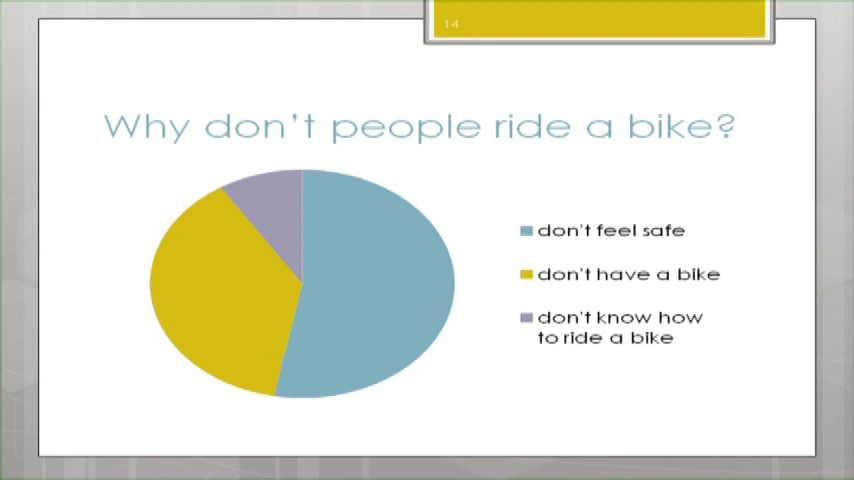 14
Why don't people ride a bike?
don't feel safe
don't have a bike
don't know how
to ride a bike